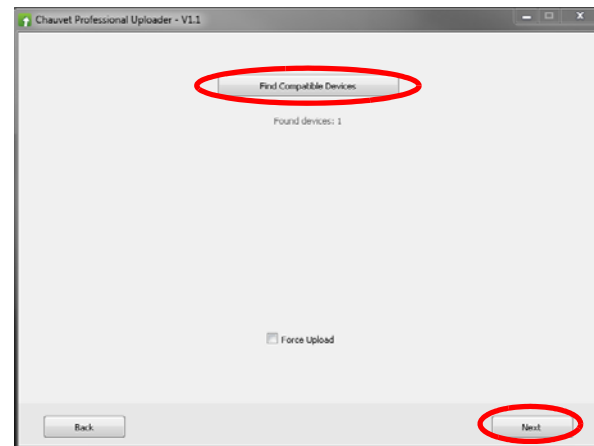 Chauvet Professional Uploader - V1.1
Find Compatible Devices
Found devices: 1
Force Upload
Back
Next